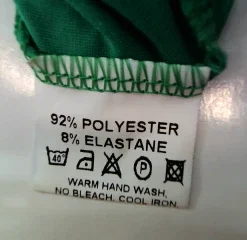 92% POLYESTER
8% ELASTANE
40° P
WARM HAND WASH,
NO BLEACH, COOL IRON,